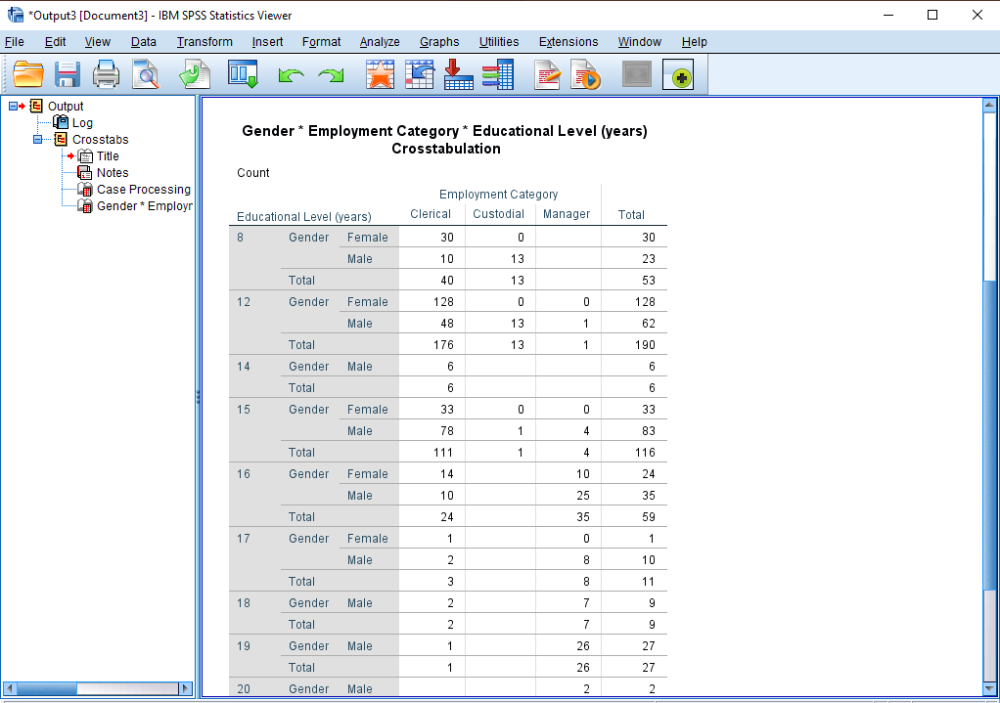 *Output3 [Document3] - IBM SPSS Statistics Viewer
File Edit View Data Transform Insert Format Analyze Graphs Utilities Extensions Window Help
Output
Log
Crosstabs
Title
Notes
Case Processing
Gender * Employr
Gender * Employment Category * Educational Level (years)
Crosstabulation
Count
Employment Category
Educational Level (years) Clerical Custodial Manager Total
8 Gender Female 30 0 30
Male 10 13 23
Total 40 13 53
12 Gender Female 128 0 0 128
Male 48 13 1 62
Total 176 13 1 190
14 Gender Male 6 6
Total 6 6
15 Gender Female 33 0 0 33
Male 78 1 4 83
Total 111 1 4 116
16 Gender Female 14 10 24
Male 10 25 35
Total 24 35 59
17 Gender Female 1 0 1
Male 2 8 10
Total 3 8 11
18 Gender Male 2 7 9
Total 2 7 9
19 Gender Male 1 26 27
Total 1 26 27
20 Gender Male 2 2